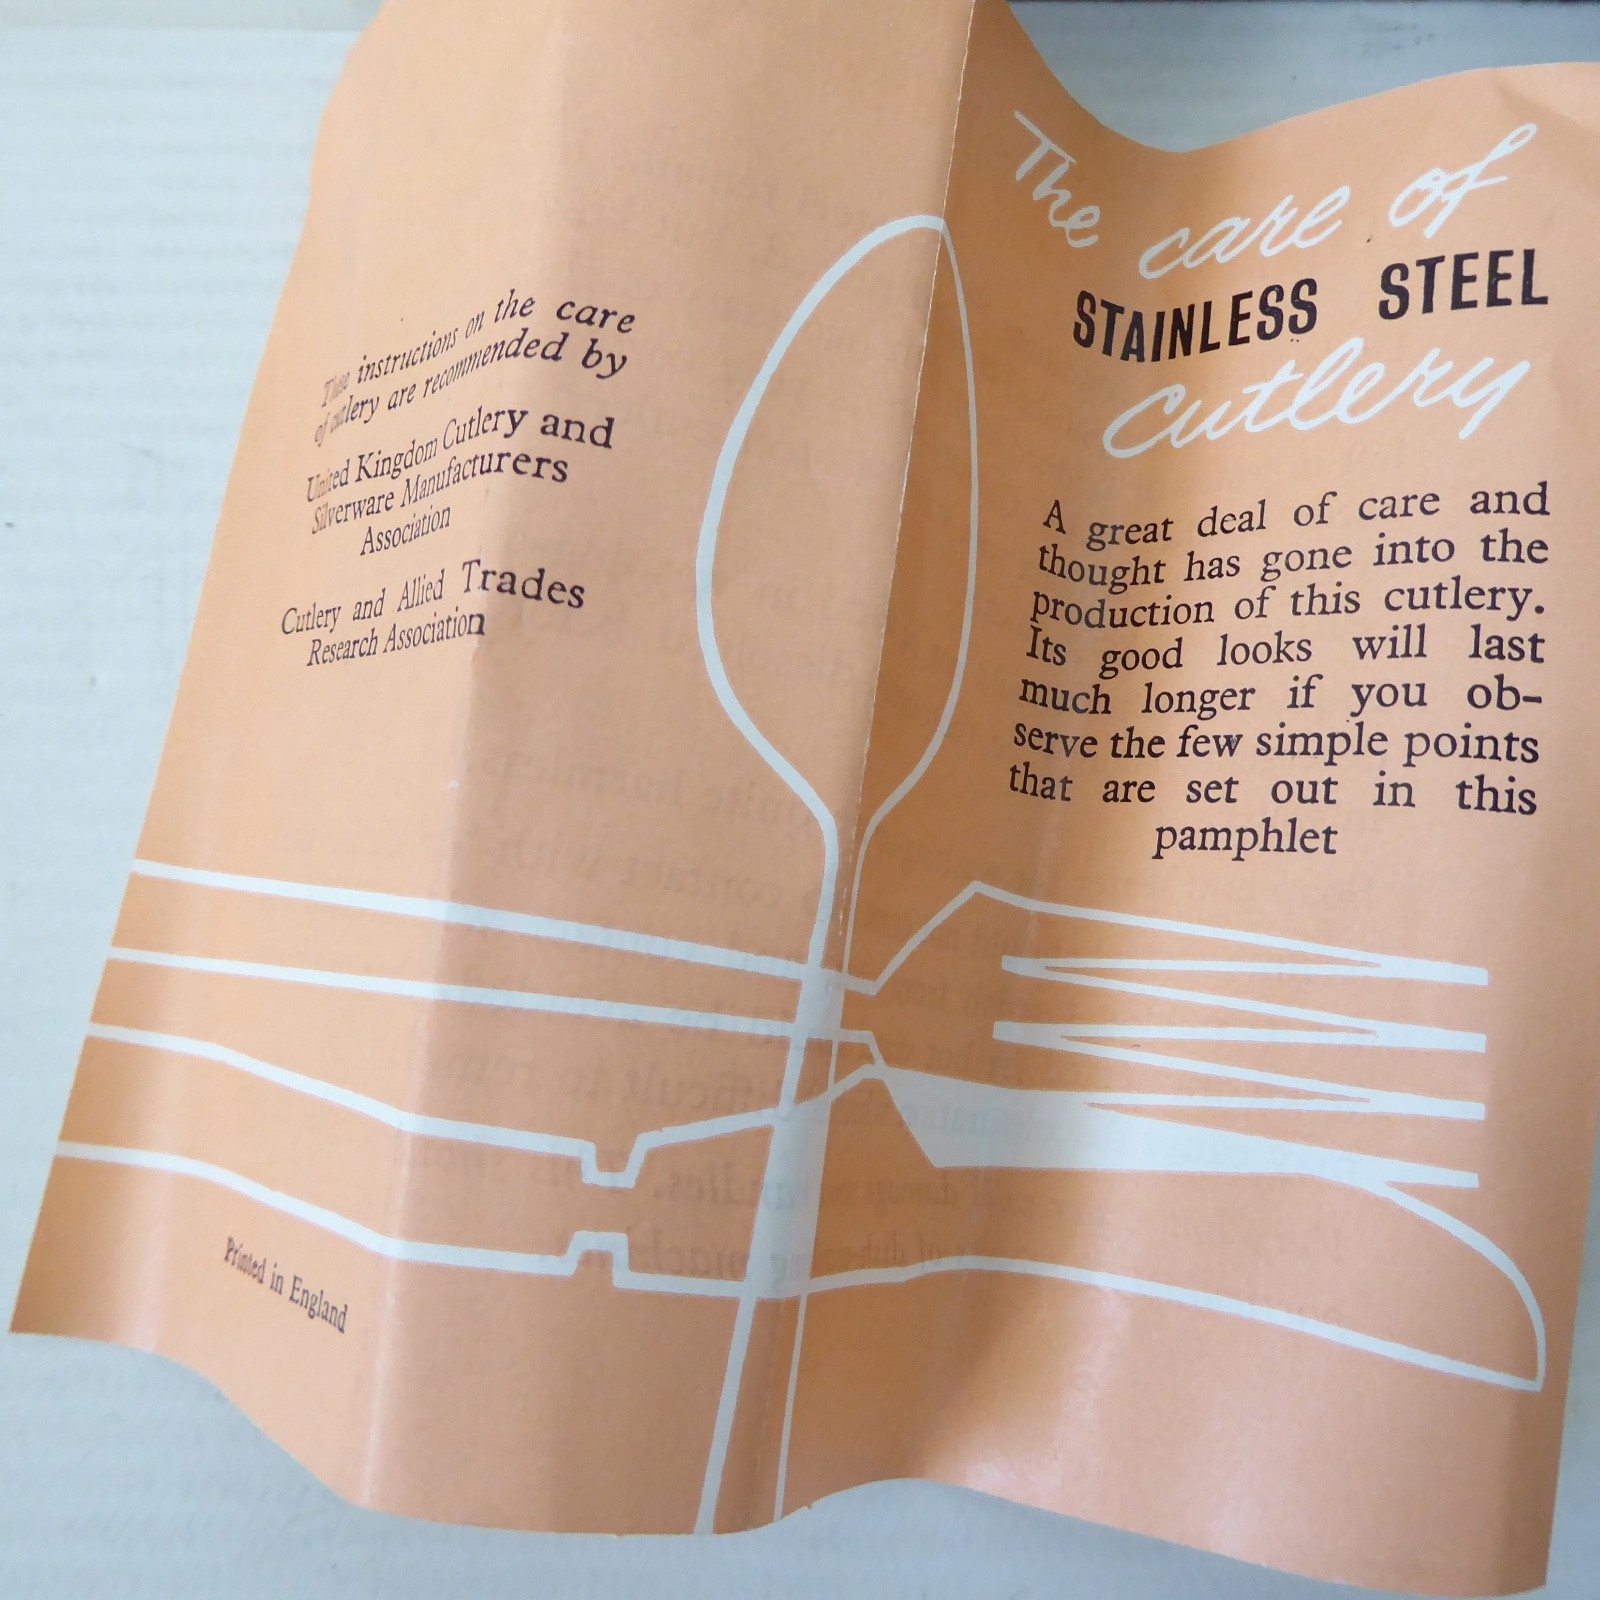 These instructions on the care
of cutlery are recommended by
United Kingdom Cutlery and
Silverware Manufacturers
Association
Cutlery and Allied Trades
Research Association
Printed in England
The care of
STAINLESS STEEL
cutlery
A great deal of care and
thought has gone into the
production of this cutlery.
Its good looks will last
much longer if you ob-
serve the few simple points
that are set out in this
pamphlet